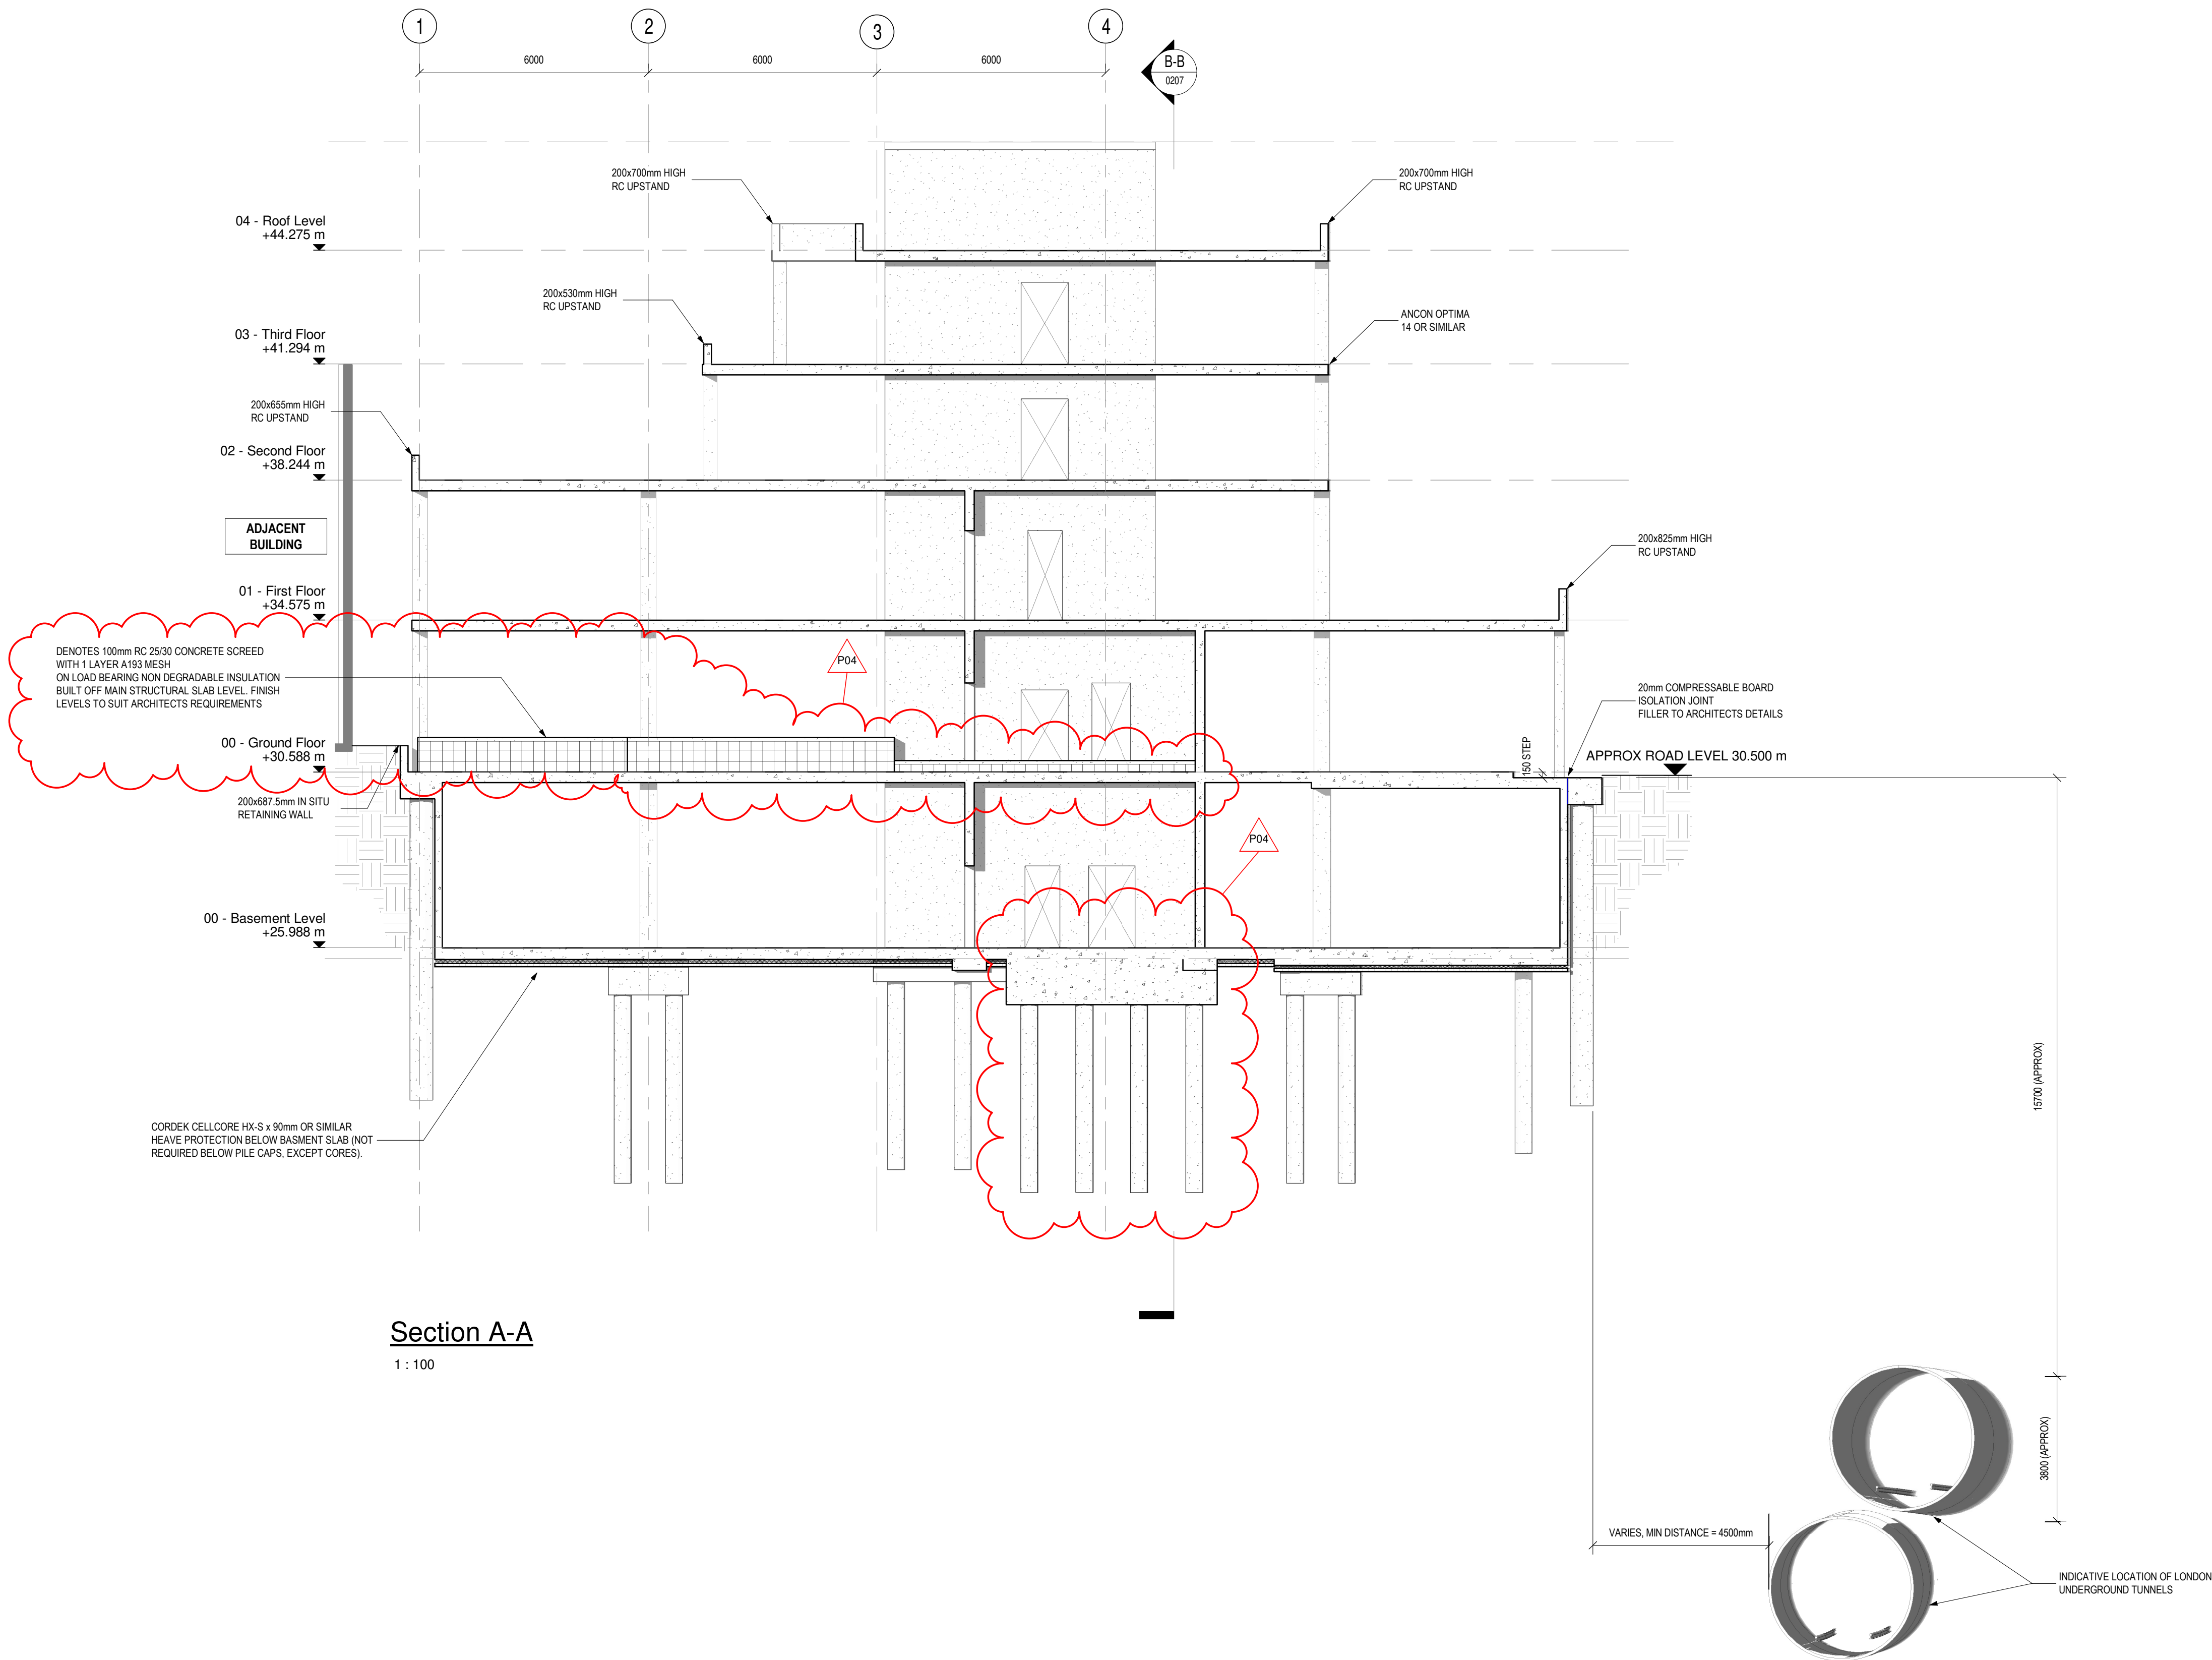 1
2
3
4
6000
6000
6000
B-B
0207
200x700mm HIGH
RC UPSTAND
200x700mm HIGH
RC UPSTAND
04 - Roof Level
+44.275 m
200x530mm HIGH
RC UPSTAND
ANCON OPTIMA
14 OR SIMILAR
03 - Third Floor
+41.294 m
200x655mm HIGH
RC UPSTAND
02 - Second Floor
+38.244 m
ADJACENT
BUILDING
200x825mm HIGH
RC UPSTAND
01 - First Floor
+34.575 m
DENOTES 100mm RC 25/30 CONCRETE SCREED
WITH 1 LAYER A193 MESH
ON LOAD BEARING NON DEGRADABLE INSULATION
BUILT OFF MAIN STRUCTURAL SLAB LEVEL. FINISH
LEVELS TO SUIT ARCHITECTS REQUIREMENTS
P04
20mm COMPRESSABLE BOARD
ISOLATION JOINT
FILLER TO ARCHITECTS DETAILS
00 - Ground Floor
+30.588 m
150 STEP
APPROX ROAD LEVEL 30.500 m
200x687.5mm IN SITU
RETAINING WALL
P04
00 - Basement Level
+25.988 m
15700 (APPROX)
CORDEK CELLCORE HX-S x 90mm OR SIMILAR
HEAVE PROTECTION BELOW BASMENT SLAB (NOT
REQUIRED BELOW PILE CAPS, EXCEPT CORES).
Section A-A
1 : 100
3800 (APPROX)
VARIES, MIN DISTANCE = 4500mm
INDICATIVE LOCATION OF LONDON
UNDERGROUND TUNNELS